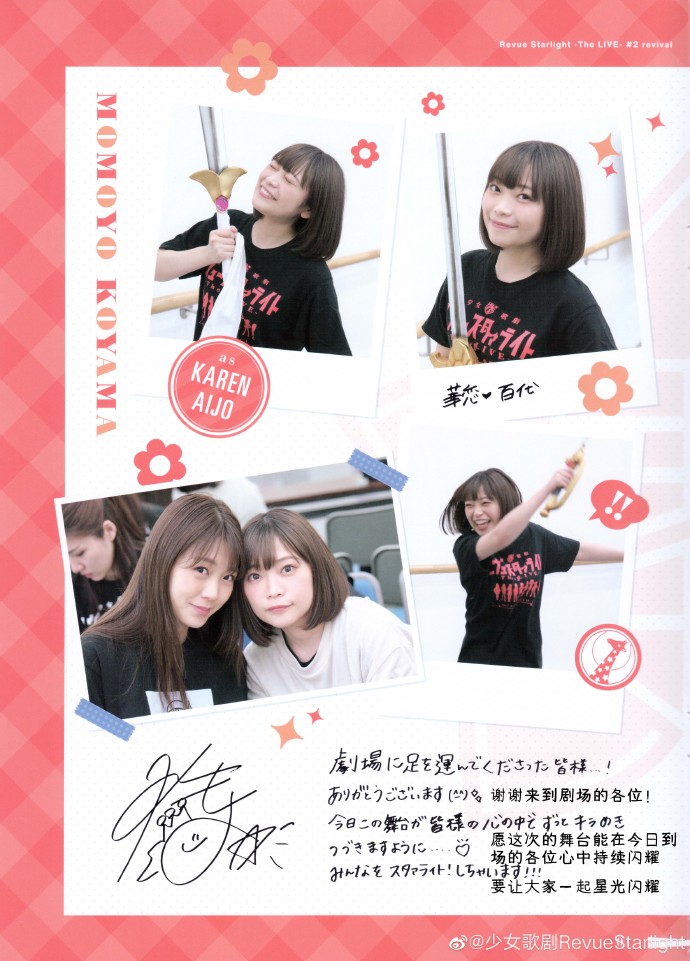 Revue Starlight -The LIVE- #2 revival
MOMOYO KOYAMA
as
KAREN
AIJO
華恋♥百代
!!
劇場に足を運んでくださった皆様…!
ありがとうございます(^^)
谢谢来到剧场的各位!
今日この舞台が皆様の心の中でずっとキラめき
つづきますように…..♡
愿这次的舞台能在今日到
场的各位心中持续闪耀
みんなをスタァライト!しちゃいます!!!
要让大家一起星光闪耀
@少女歌剧RevueStarlight